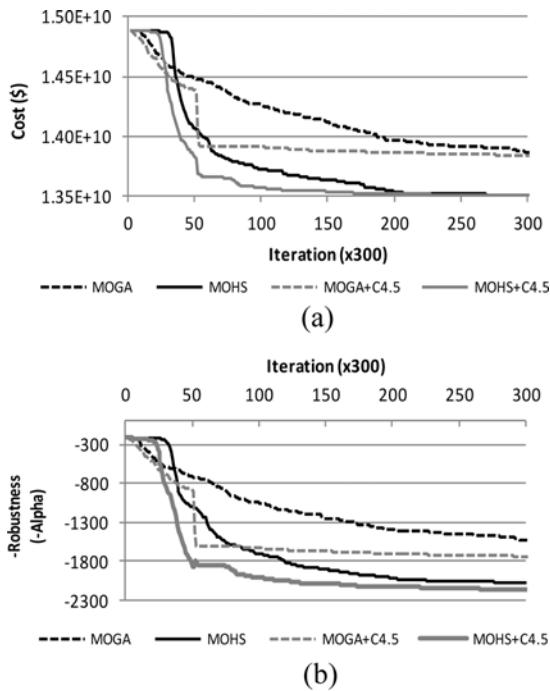 1.50E+10
1.45E+10
1.40E+10
1.35E+10
Cost ($)
0 50 100 150 200 250 300
Iteration (x300)
MOGA MOHS MOGA+C4.5 MOHS+C4.5
(a)
Iteration (x300)
0 50 100 150 200 250 300
-300
-800
-1300
-1800
-2300
-Robustness
(-Alpha)
MOGA MOHS MOGA+C4.5 MOHS+C4.5
(b)